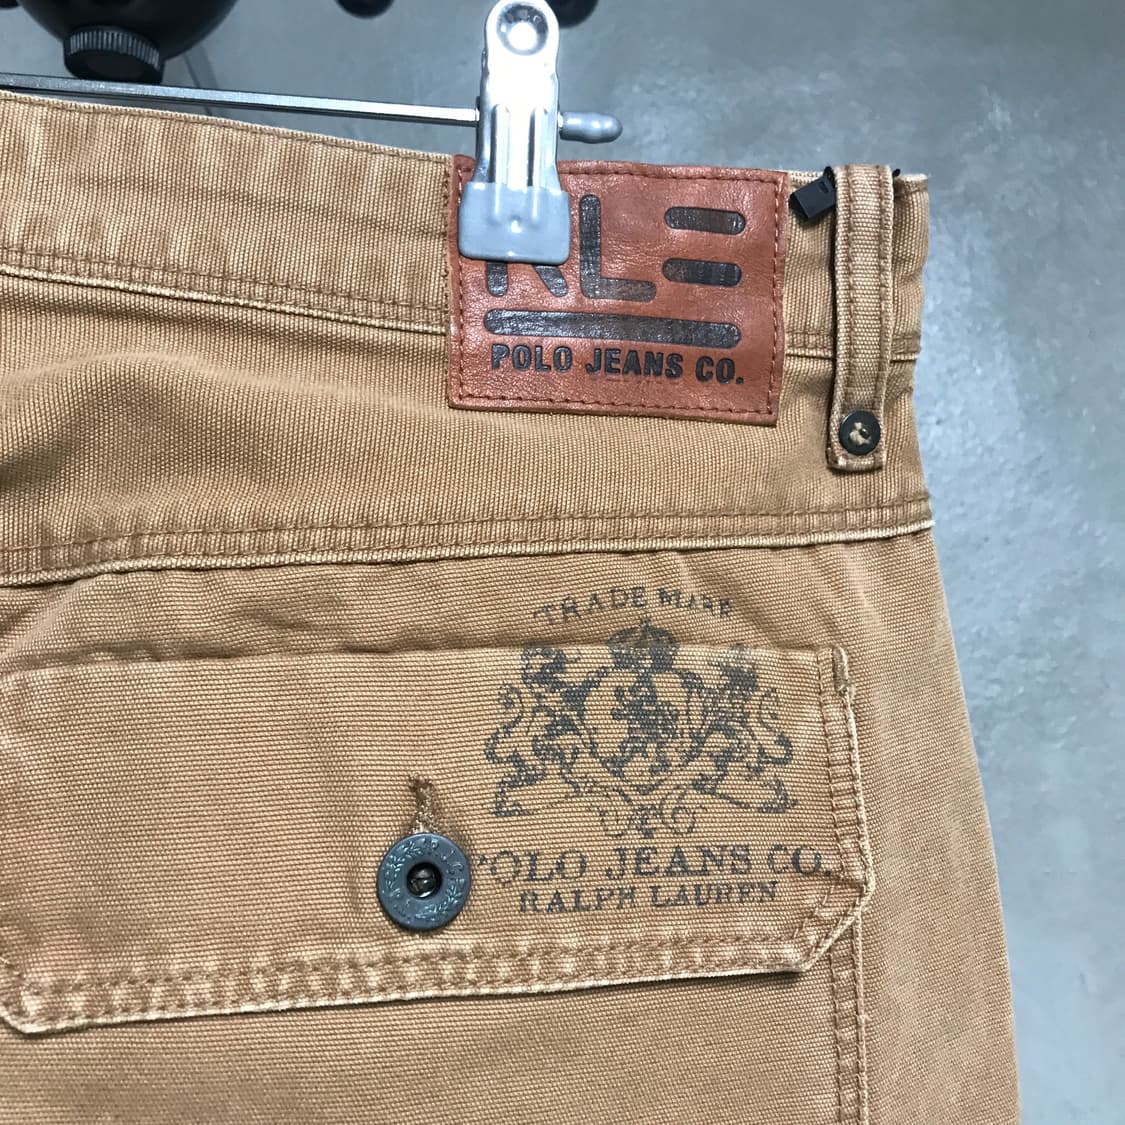 RL
POLO JEANS CO.
TRADE MARK
POLO JEANS CO.
RALPH LAUREN